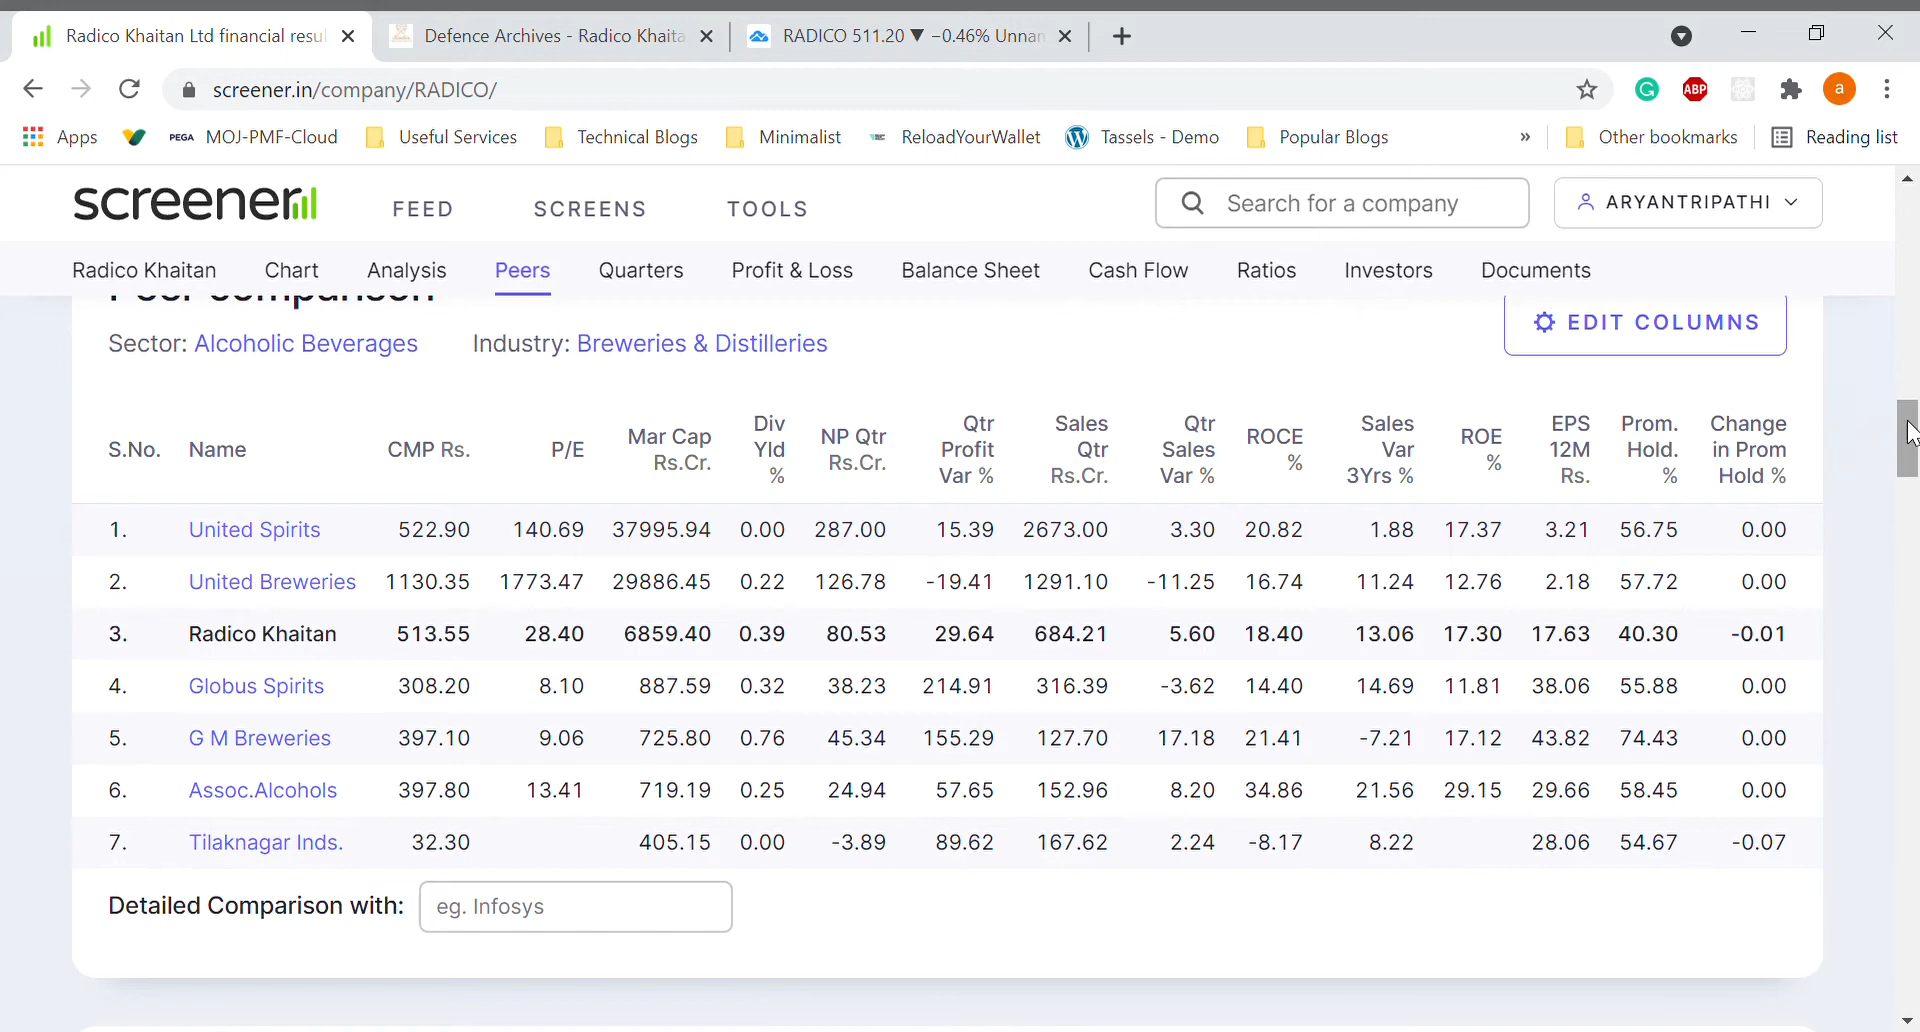 Radico Khaitan Ltd financial resul
Defence Archives - Radico Khaita
RADICO 511.20 ▼ −0.46% Unnan
screener.in/company/RADICO/
ABP
a
Apps
PEGA MOJ-PMF-Cloud
Useful Services
Technical Blogs
Minimalist
ReloadYourWallet
Tassels - Demo
Popular Blogs
»
Other bookmarks
Reading list
screener
FEED
SCREENS
TOOLS
Search for a company
ARYANTRIPATHI
Radico Khaitan Chart Analysis Peers Quarters Profit & Loss Balance Sheet Cash Flow Ratios Investors Documents
Peer comparison
EDIT COLUMNS
Sector: Alcoholic Beverages Industry: Breweries & Distilleries
S.No. Name CMP Rs. P/E Mar Cap Rs.Cr. Div Yld % NP Qtr Rs.Cr. Qtr Profit Var % Sales Qtr Rs.Cr. Qtr Sales Var % ROCE % Sales Var 3Yrs % ROE % EPS 12M Rs. Prom. Hold. % Change in Prom Hold %
1. United Spirits 522.90 140.69 37995.94 0.00 287.00 15.39 2673.00 3.30 20.82 1.88 17.37 3.21 56.75 0.00
2. United Breweries 1130.35 1773.47 29886.45 0.22 126.78 -19.41 1291.10 -11.25 16.74 11.24 12.76 2.18 57.72 0.00
3. Radico Khaitan 513.55 28.40 6859.40 0.39 80.53 29.64 684.21 5.60 18.40 13.06 17.30 17.63 40.30 -0.01
4. Globus Spirits 308.20 8.10 887.59 0.32 38.23 214.91 316.39 -3.62 14.40 14.69 11.81 38.06 55.88 0.00
5. G M Breweries 397.10 9.06 725.80 0.76 45.34 155.29 127.70 17.18 21.41 -7.21 17.12 43.82 74.43 0.00
6. Assoc.Alcohols 397.80 13.41 719.19 0.25 24.94 57.65 152.96 8.20 34.86 21.56 29.15 29.66 58.45 0.00
7. Tilaknagar Inds. 32.30 405.15 0.00 -3.89 89.62 167.62 2.24 -8.17 8.22 28.06 54.67 -0.07
Detailed Comparison with: eg. Infosys